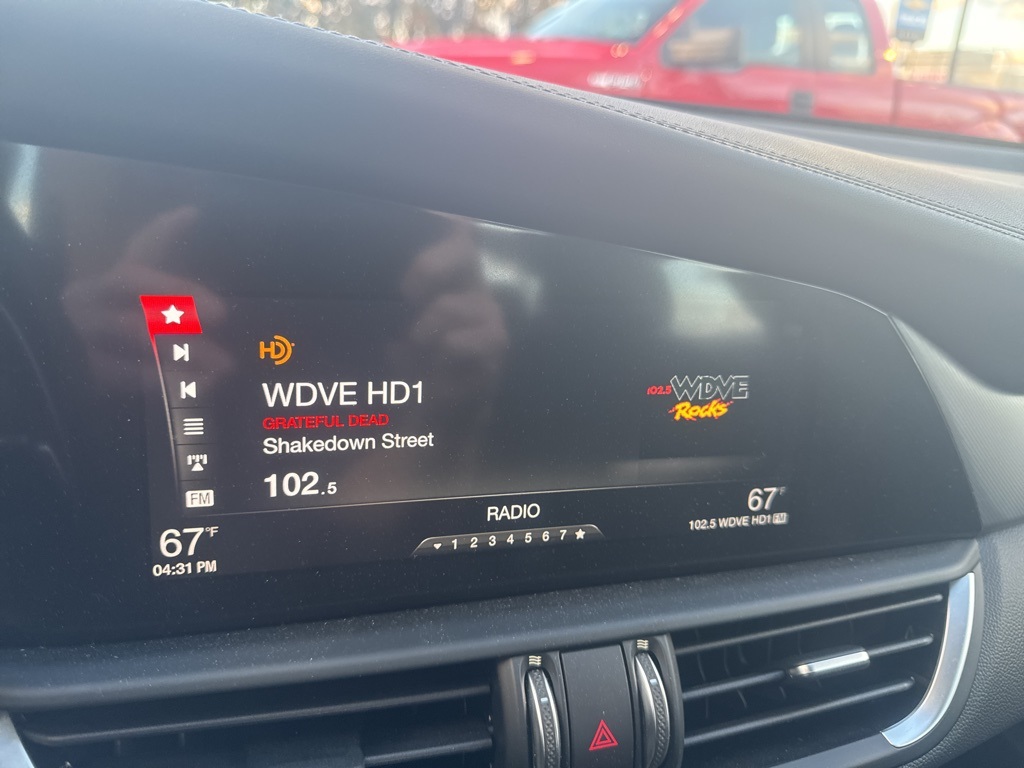 HD
WDVE HD1
GRATEFUL DEAD
Shakedown Street
102.5
102.5 WDVE
Rocks
FM
RADIO
1 2 3 4 5 6 7
67°F
04:31 PM
67°F
102.5 WDVE HD1 FM